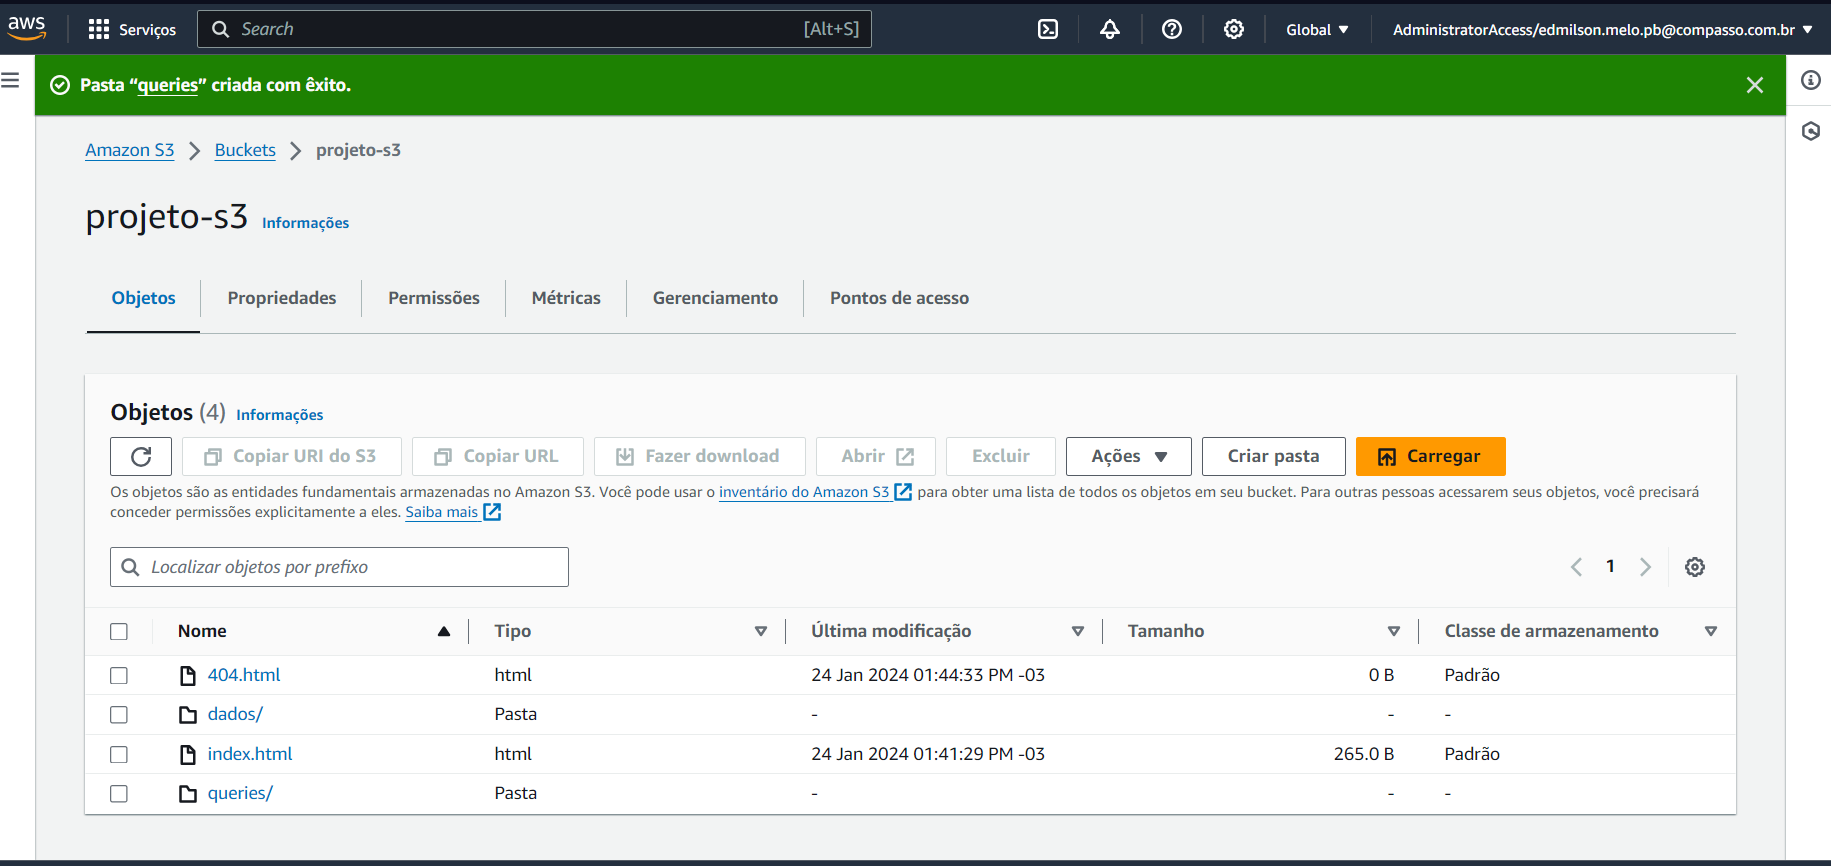 aws Serviços Search [Alt+S] Global AdministratorAccess/edmilson.melo.pb@compasso.com.br
Pasta “queries” criada com êxito.
Amazon S3 Buckets projeto-s3
projeto-s3 Informações
Objetos Propriedades Permissões Métricas Gerenciamento Pontos de acesso
Objetos (4) Informações
Copiar URI do S3 Copiar URL Fazer download Abrir Excluir Ações Criar pasta Carregar
Os objetos são as entidades fundamentais armazenadas no Amazon S3. Você pode usar o inventário do Amazon S3 para obter uma lista de todos os objetos em seu bucket. Para outras pessoas acessarem seus objetos, você precisará
conceder permissões explicitamente a eles. Saiba mais
Localizar objetos por prefixo 1
Nome Tipo Última modificação Tamanho Classe de armazenamento
404.html html 24 Jan 2024 01:44:33 PM -03 0 B Padrão
dados/ Pasta - - -
index.html html 24 Jan 2024 01:41:29 PM -03 265.0 B Padrão
queries/ Pasta - - -